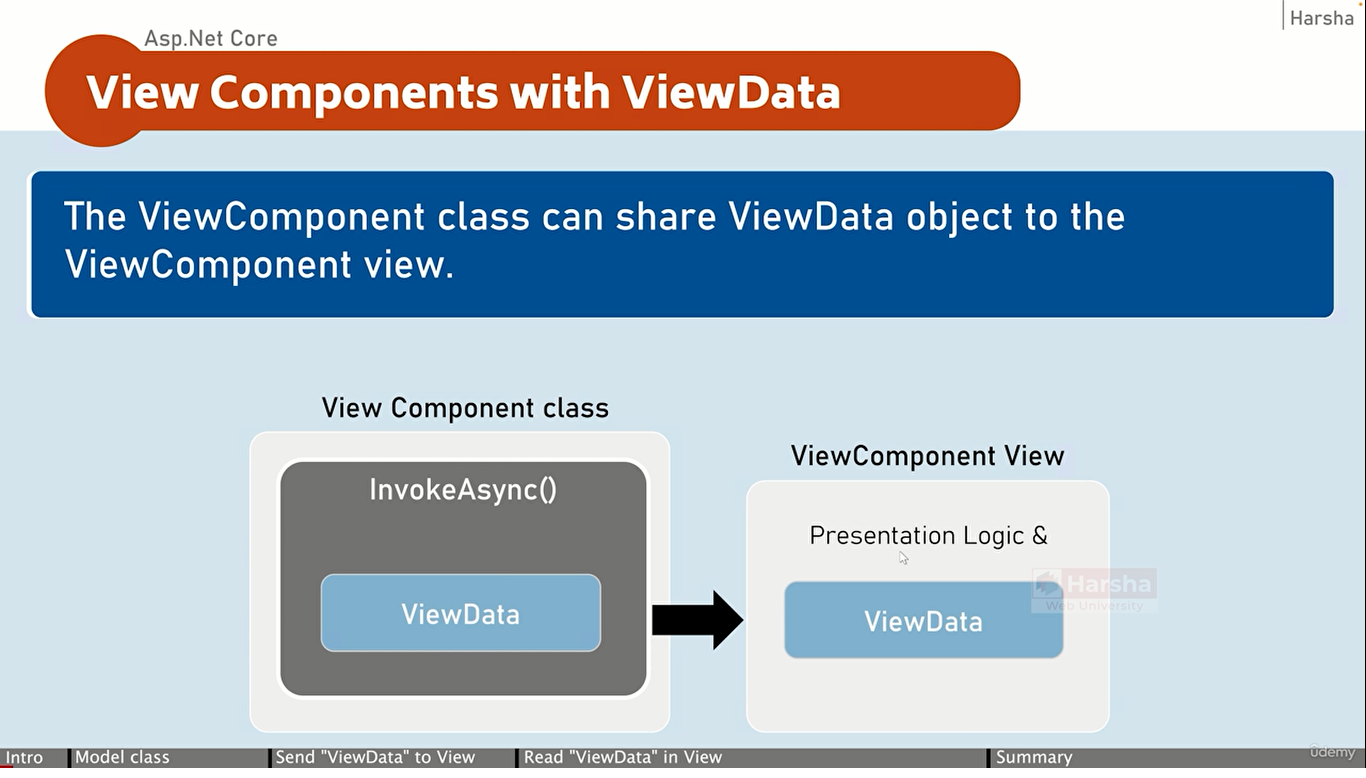 Harsha
Asp.Net Core
View Components with ViewData
The ViewComponent class can share ViewData object to the
ViewComponent view.
View Component class
InvokeAsync()
ViewData
ViewComponent View
Presentation Logic &
ViewData
Harsha
Web University
Intro
Model class
Send "ViewData" to View
Read "ViewData" in View
Summary
ûdemy